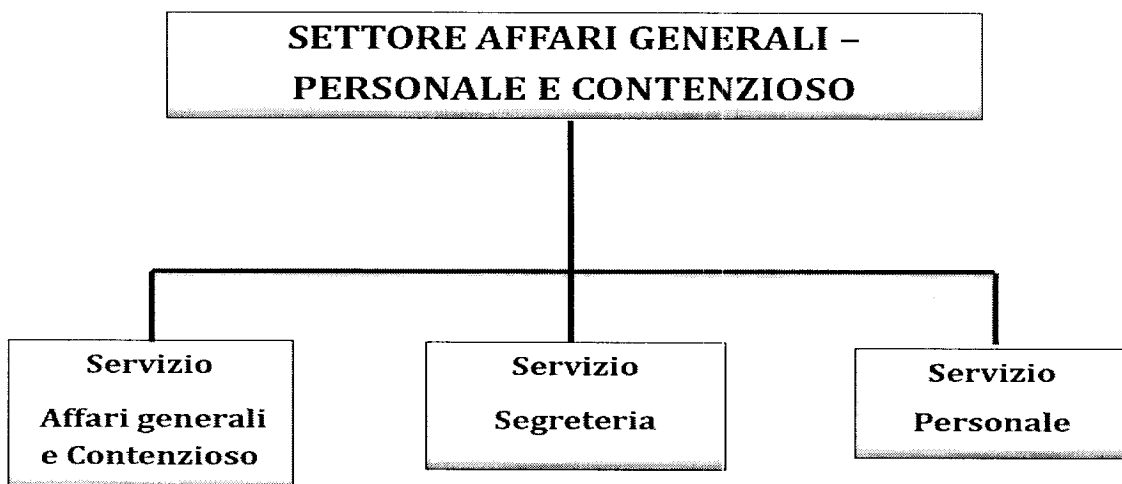 SETTORE AFFARI GENERALI –
PERSONALE E CONTENZIOSO
Servizio
Affari generali
e Contenzioso
Servizio
Segreteria
Servizio
Personale